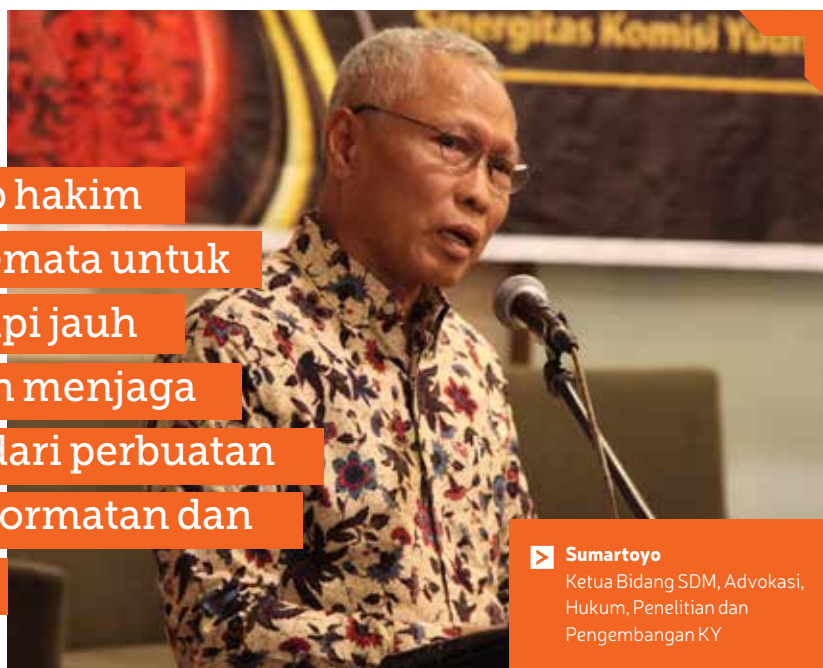 Sinergitas Komisi Yudi
hakim
emata untuk
pi jauh
menjaga
dari perbuatan
ormatan dan
Sumartoyo
Ketua Bidang SDM, Advokasi,
Hukum, Penelitian dan
Pengembangan KY